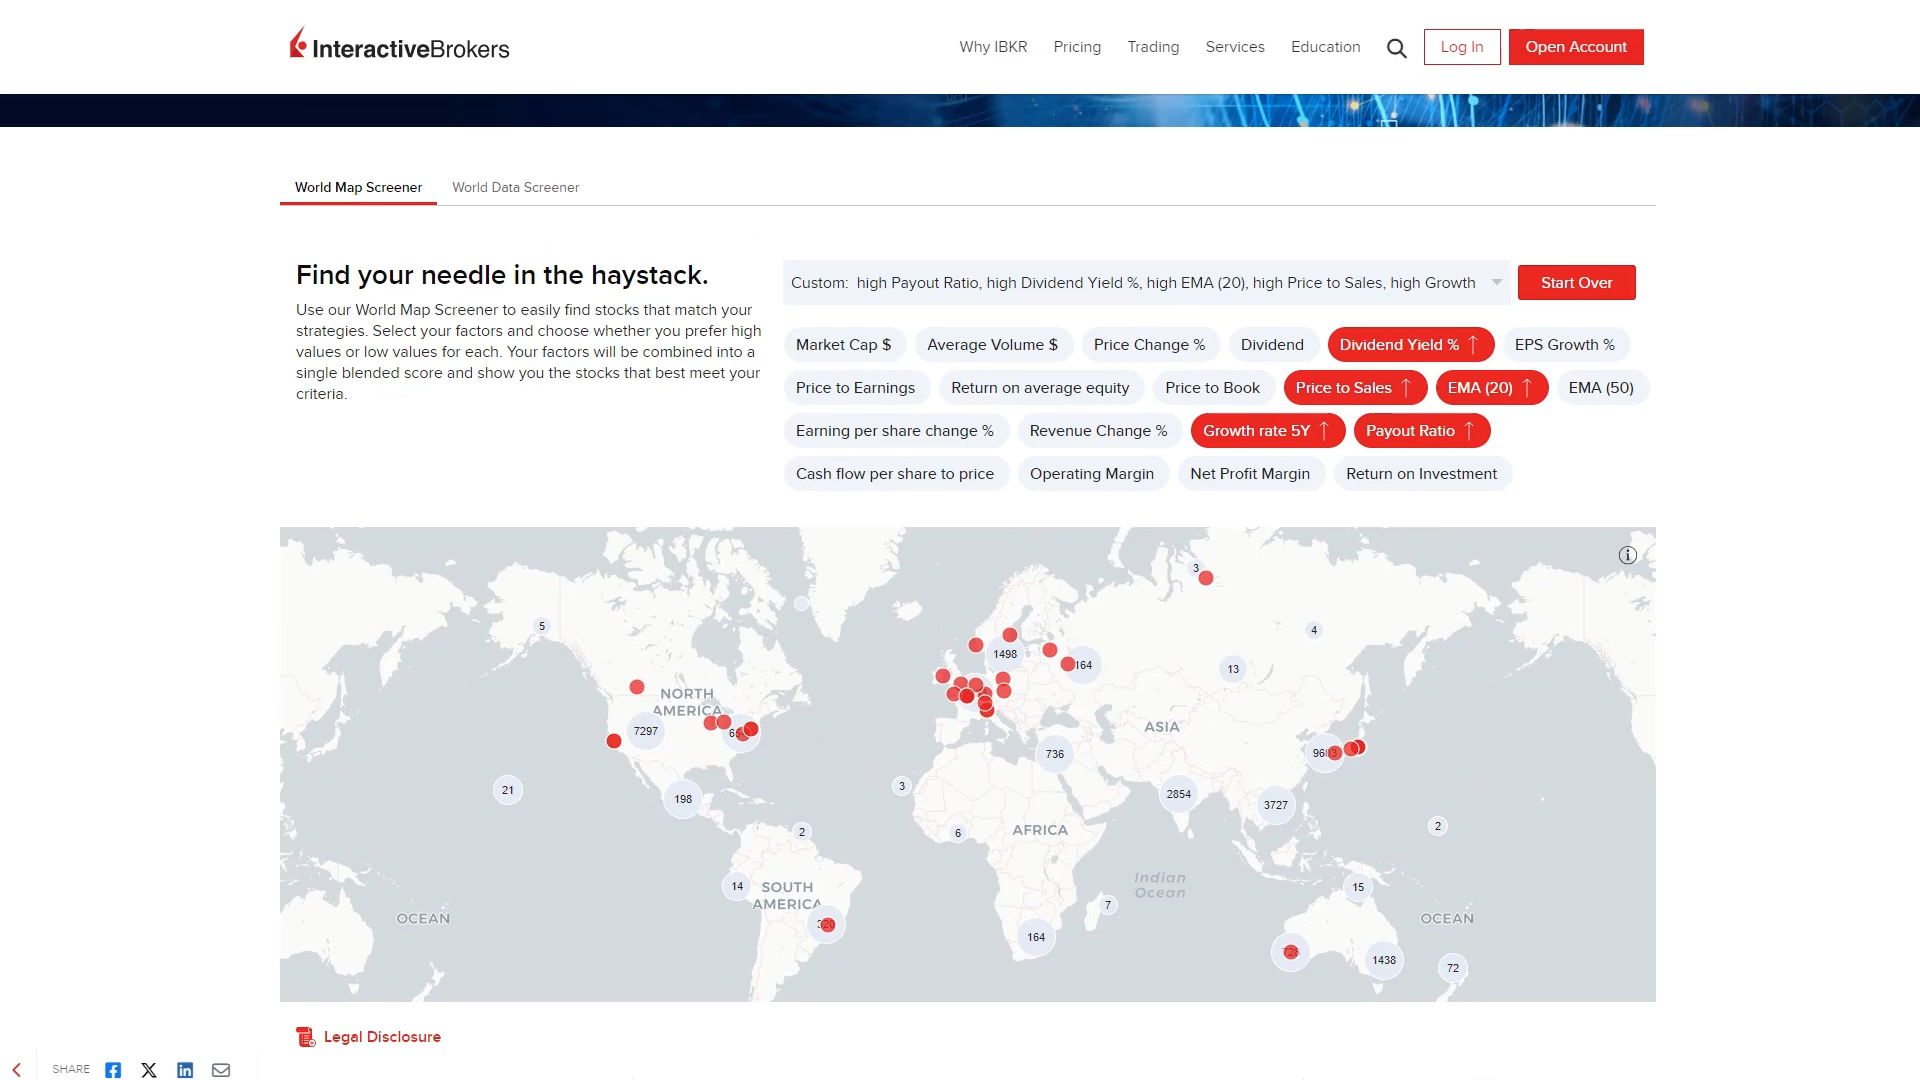 InteractiveBrokers
Why IBKR Pricing Trading Services Education Log In Open Account
World Map Screener World Data Screener
Find your needle in the haystack.
Use our World Map Screener to easily find stocks that match your
strategies. Select your factors and choose whether you prefer high
values or low values for each. Your factors will be combined into a
single blended score and show you the stocks that best meet your
criteria.
Custom: high Payout Ratio, high Dividend Yield %, high EMA (20), high Price to Sales, high Growth
Start Over
Market Cap $ Average Volume $ Price Change % Dividend Dividend Yield % ↑ EPS Growth %
Price to Earnings Return on average equity Price to Book Price to Sales ↑ EMA (20) ↑ EMA (50)
Earning per share change % Revenue Change % Growth rate 5Y ↑ Payout Ratio ↑
Cash flow per share to price Operating Margin Net Profit Margin Return on Investment
3
5
4
1498
164
13
NORTH
AMERICA
7297
ASIA
736
21
198
3
2854
3727
2
6
AFRICA
2
14
SOUTH
AMERICA
Indian
Ocean
15
7
OCEAN
OCEAN
164
1438
72
Legal Disclosure
SHARE